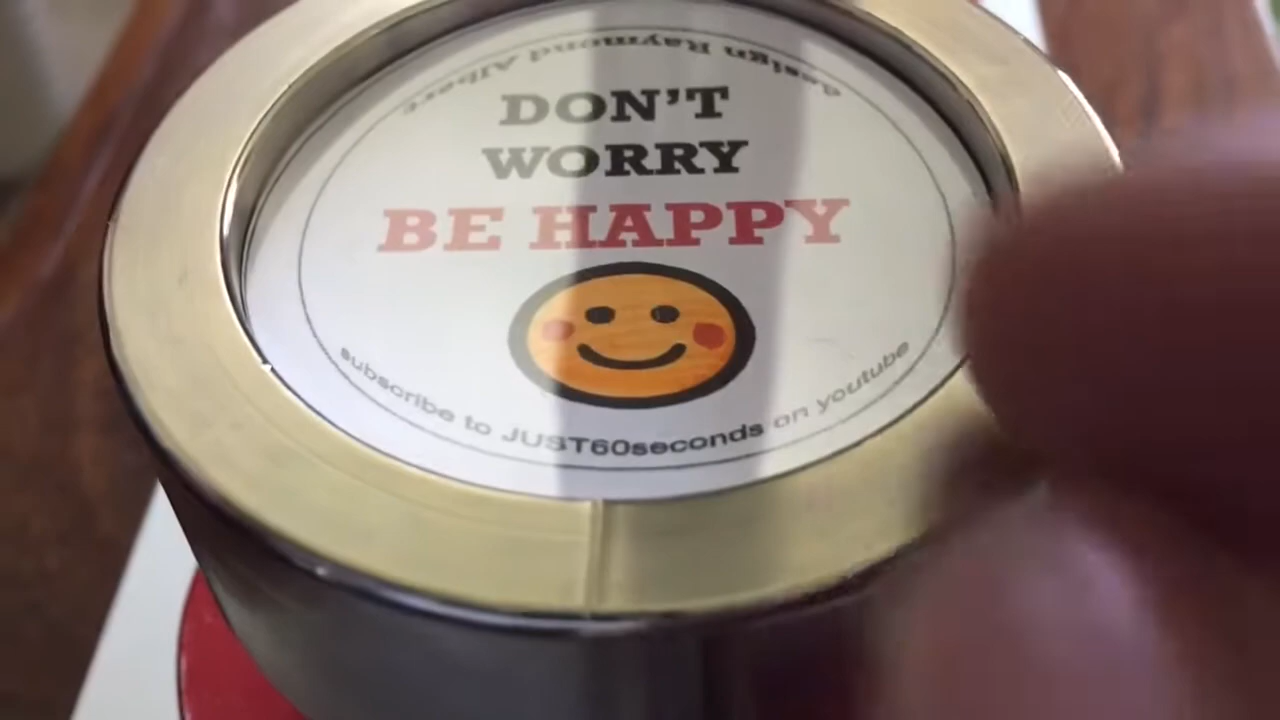 design Raymond Albert
DON'T
WORRY
BE HAPPY
subscribe to JUST60seconds on youtube